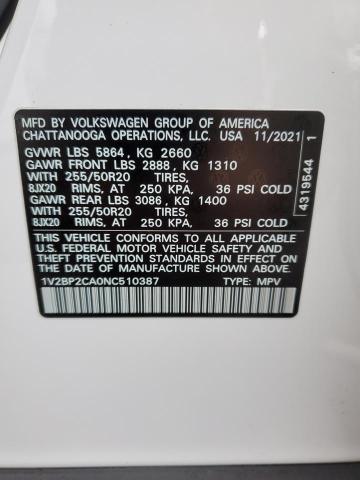 MFD BY VOLKSWAGEN GROUP OF AMERICA
CHATTANOOGA OPERATIONS, LLC. USA 11/2021
GVWR LBS 5864, KG 2660
GAWR FRONT LBS 2888, KG 1310
WITH 255/50R20 TIRES,
8JX20 RIMS, AT 250 KPA, 36 PSI COLD
GAWR REAR LBS 3086, KG 1400
WITH 255/50R20 TIRES,
8JX20 RIMS, AT 250 KPA, 36 PSI COLD
THIS VEHICLE CONFORMS TO ALL APPLICABLE
U.S. FEDERAL MOTOR VEHICLE SAFETY, BUMPER,
AND THEFT PREVENTION STANDARDS IN EFFECT ON
THE DATE OF MANUFACTURE SHOWN ABOVE.
1V2BP2CA0NC510387 TYPE: MPV
4319544 1